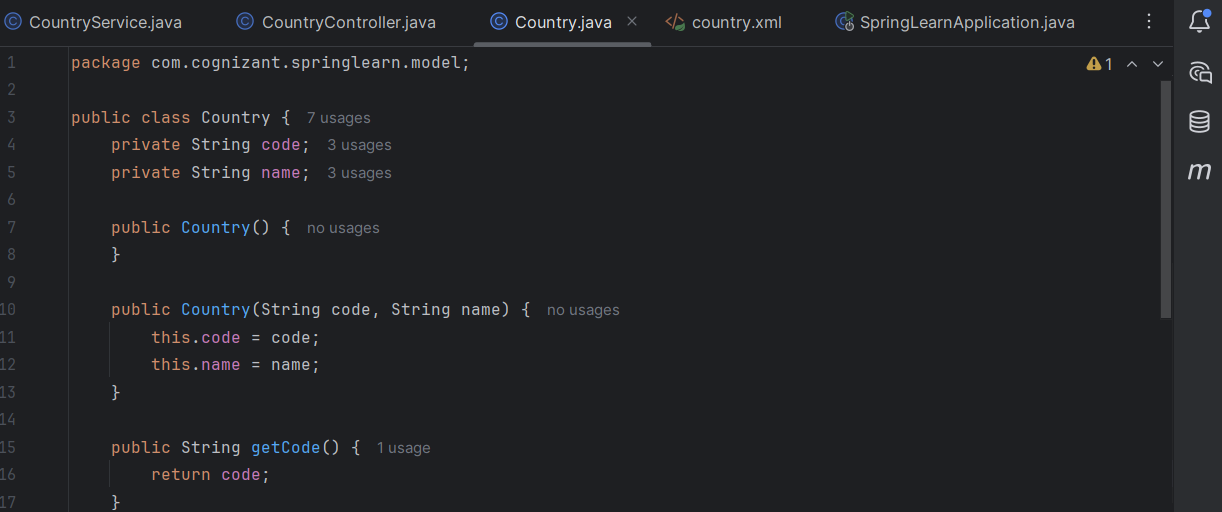 CountryService.java CountryController.java Country.java country.xml SpringLearnApplication.java
1 package com.cognizant.springlearn.model; 1
2
3 public class Country { 7 usages
4 private String code; 3 usages
5 private String name; 3 usages
6
7 public Country() { no usages
8 }
9
10 public Country(String code, String name) { no usages
11 this.code = code;
12 this.name = name;
13 }
14
15 public String getCode() { 1 usage
16 return code;
17 }
m